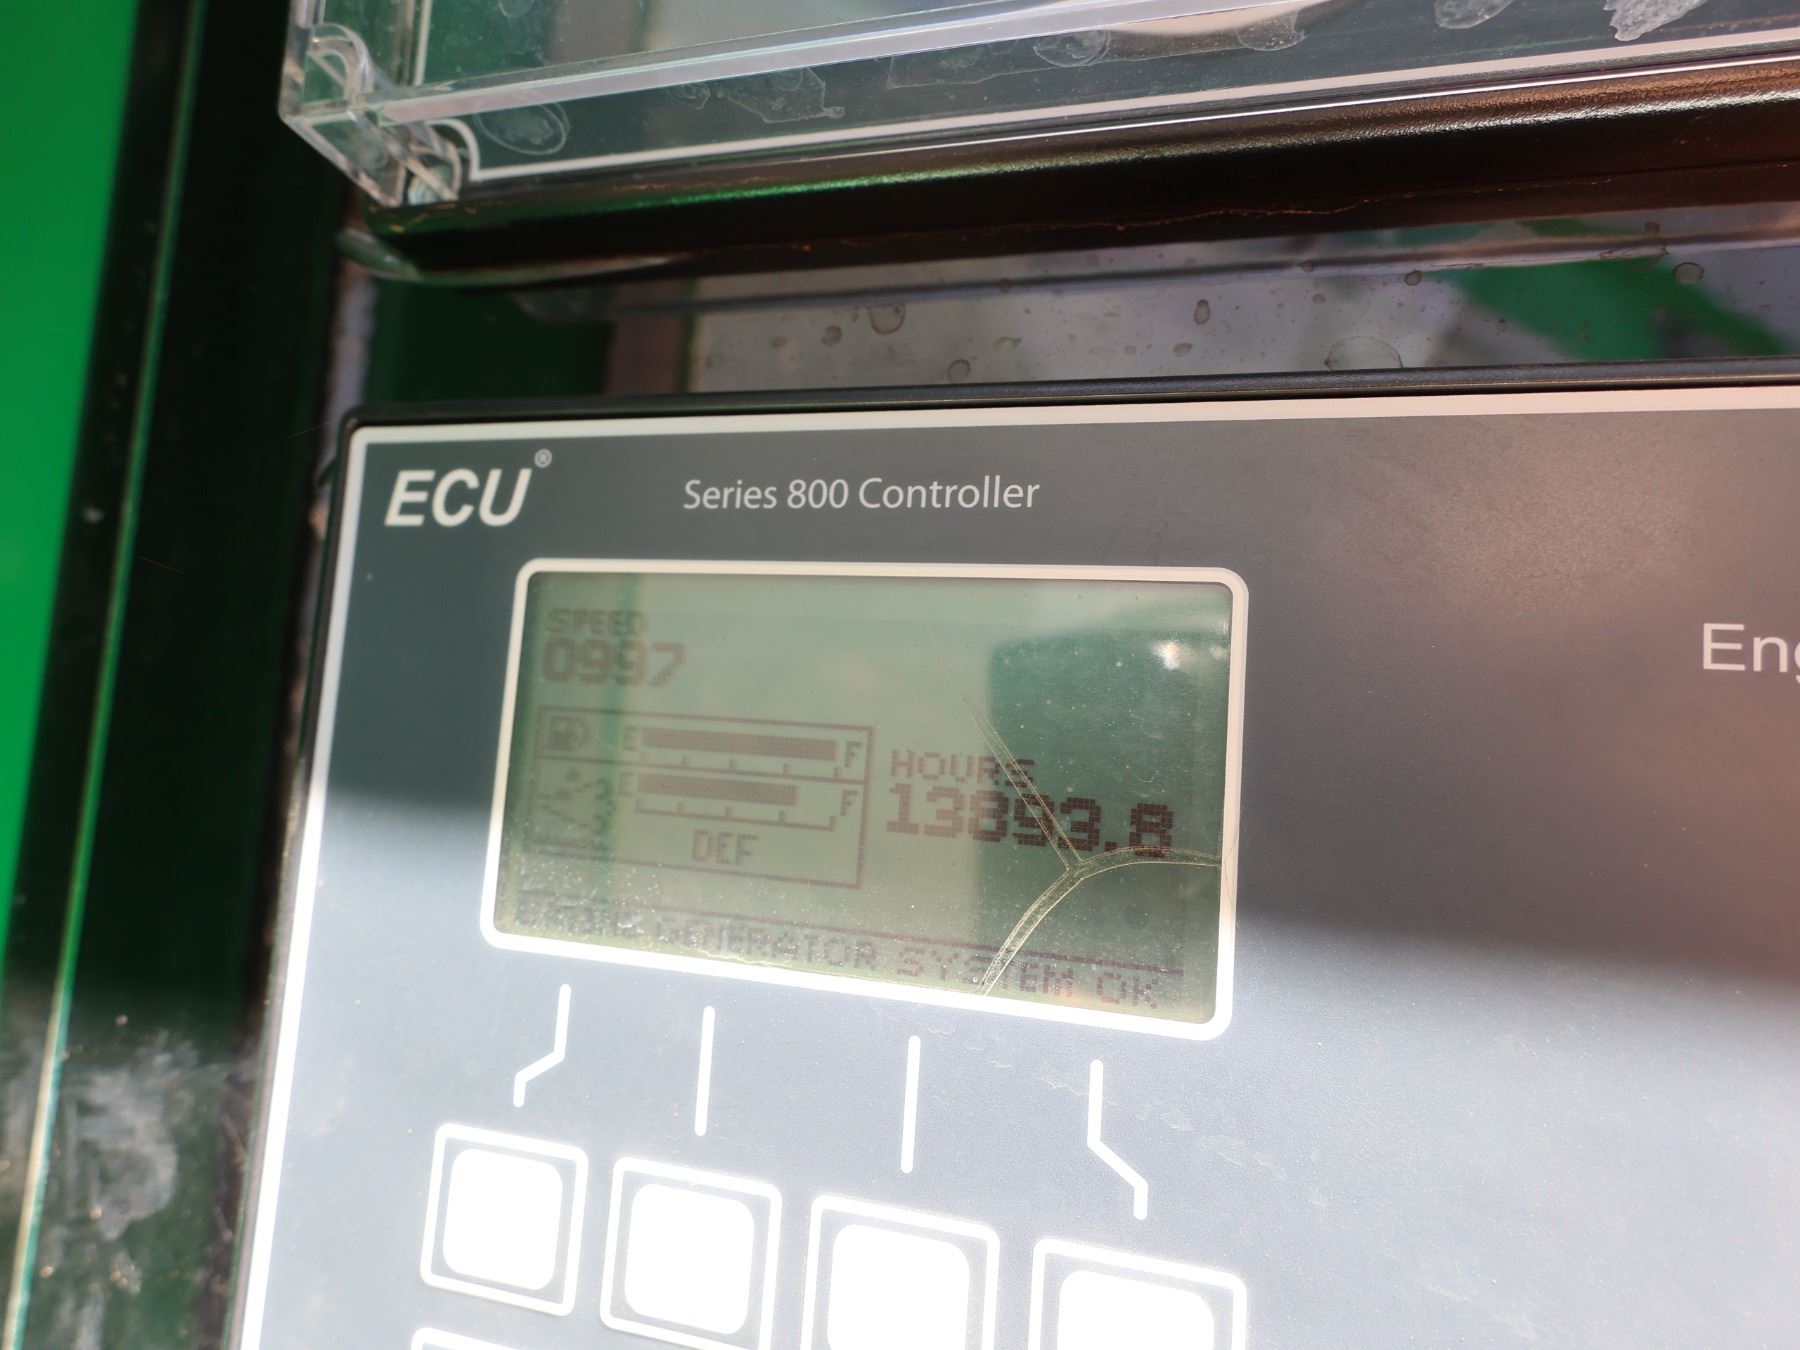 ECU®
Series 800 Controller
Eng
SPEED
0997
E F
E F
DEF
HOURS
13893.8
GENERATOR SYSTEM OK